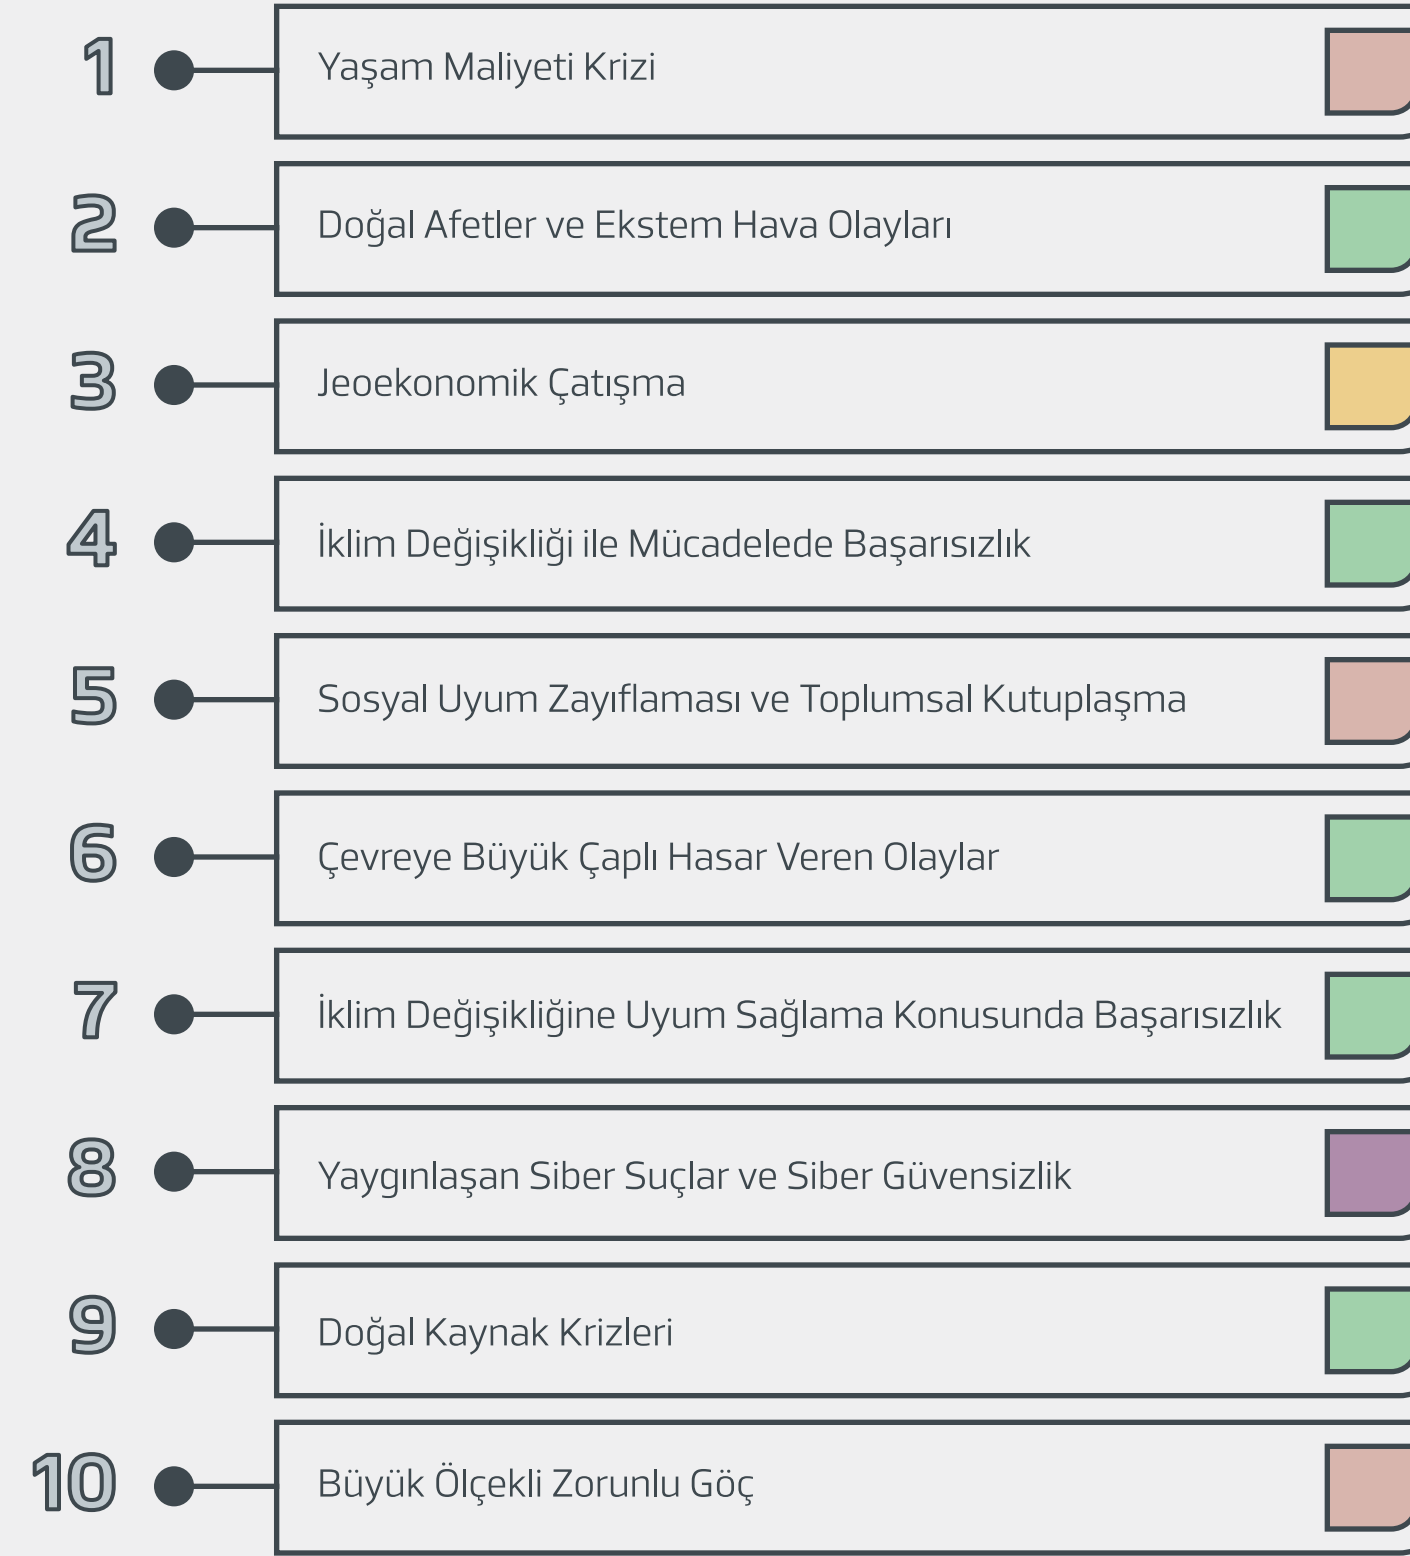 1 Yaşam Maliyeti Krizi
2 Doğal Afetler ve Ekstem Hava Olayları
3 Jeoekonomik Çatışma
4 İklim Değişikliği ile Mücadelede Başarısızlık
5 Sosyal Uyum Zayıflaması ve Toplumsal Kutuplaşma
6 Çevreye Büyük Çaplı Hasar Veren Olaylar
7 İklim Değişikliğine Uyum Sağlama Konusunda Başarısızlık
8 Yaygınlaşan Siber Suçlar ve Siber Güvensizlik
9 Doğal Kaynak Krizleri
10 Büyük Ölçekli Zorunlu Göç